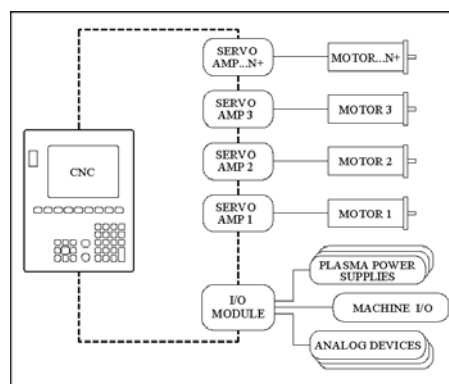 SERVO
AMP...N+
MOTOR...N+
SERVO
AMP 3
MOTOR 3
CNC
SERVO
AMP 2
MOTOR 2
SERVO
AMP 1
MOTOR 1
PLASMA POWER
SUPPLIES
I/O
MODULE
MACHINE I/O
ANALOG DEVICES